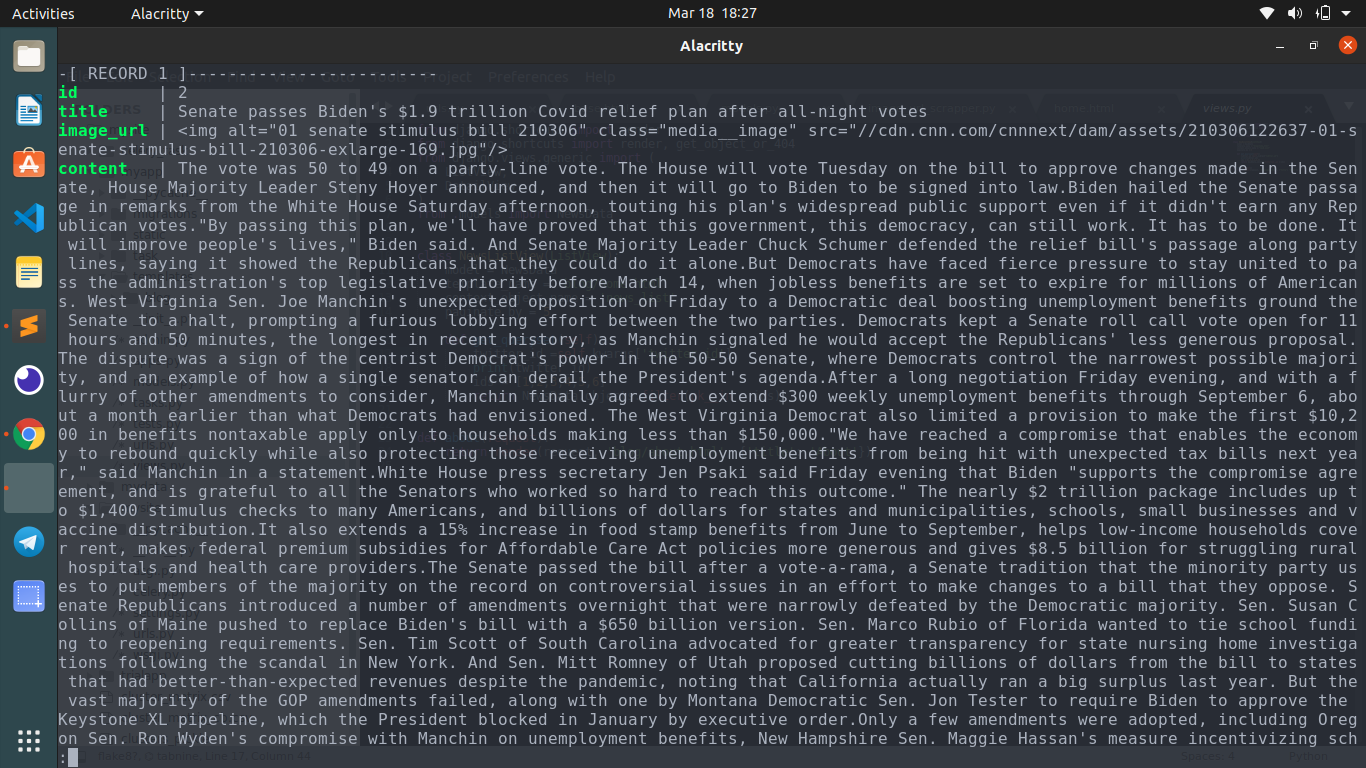 Activities
Alacritty
Mar 18 18:27
Alacritty
Project Preferences Help
-[ RECORD 1 ]-------------------------
id | 2
title | Senate passes Biden's $1.9 trillion Covid relief plan after all-night votes
image_url | <img alt="01 senate stimulus bill 210306" class="media__image" src="//cdn.cnn.com/cnnnext/dam/assets/210306122637-01-s
enate-stimulus-bill-210306-exlarge-169.jpg"/>
content | The vote was 50 to 49 on a party-line vote. The House will vote Tuesday on the bill to approve changes made in the Sen
ate, House Majority Leader Steny Hoyer announced, and then it will go to Biden to be signed into law.Biden hailed the Senate passa
ge in remarks from the White House Saturday afternoon, touting his plan's widespread public support even if it didn't earn any Rep
ublican votes."By passing this plan, we'll have proved that this government, this democracy, can still work. It has to be done. It
will improve people's lives," Biden said. And Senate Majority Leader Chuck Schumer defended the relief bill's passage along party
lines, saying it showed the Republicans that they could do it alone.But Democrats have faced fierce pressure to stay united to pa
ss the administration's top legislative priority before March 14, when jobless benefits are set to expire for millions of American
s. West Virginia Sen. Joe Manchin's unexpected opposition on Friday to a Democratic deal boosting unemployment benefits ground the
Senate to a halt, prompting a furious lobbying effort between the two parties. Democrats kept a Senate roll call vote open for 11
hours and 50 minutes, the longest in recent history, as Manchin signaled he would accept the Republicans' less generous proposal.
The dispute was a sign of the centrist Democrat's power in the 50-50 Senate, where Democrats control the narrowest possible majori
ty, and an example of how a single senator can derail the President's agenda.After a long negotiation Friday evening, and with a f
lurry of other amendments to consider, Manchin finally agreed to extend $300 weekly unemployment benefits through September 6, abo
ut a month earlier than what Democrats had envisioned. The West Virginia Democrat also limited a provision to make the first $10,2
00 in benefits nontaxable apply only to households making less than $150,000."We have reached a compromise that enables the econom
y to rebound quickly while also protecting those receiving unemployment benefits from being hit with unexpected tax bills next yea
r," said Manchin in a statement.White House press secretary Jen Psaki said Friday evening that Biden "supports the compromise agre
ement, and is grateful to all the Senators who worked so hard to reach this outcome." The nearly $2 trillion package includes up t
o $1,400 stimulus checks to many Americans, and billions of dollars for states and municipalities, schools, small businesses and v
accine distribution.It also extends a 15% increase in food stamp benefits from June to September, helps low-income households cove
r rent, makes federal premium subsidies for Affordable Care Act policies more generous and gives $8.5 billion for struggling rural
hospitals and health care providers.The Senate passed the bill after a vote-a-rama, a Senate tradition that the minority party us
es to put members of the majority on the record on controversial issues in an effort to make changes to a bill that they oppose. S
enate Republicans introduced a number of amendments overnight that were narrowly defeated by the Democratic majority. Sen. Susan C
ollins of Maine pushed to replace Biden's bill with a $650 billion version. Sen. Marco Rubio of Florida wanted to tie school fundi
ng to reopening requirements. Sen. Tim Scott of South Carolina advocated for greater transparency for state nursing home investiga
tions following the scandal in New York. And Sen. Mitt Romney of Utah proposed cutting billions of dollars from the bill to states
that had better-than-expected revenues despite the pandemic, noting that California actually ran a big surplus last year. But the
vast majority of the GOP amendments failed, along with one by Montana Democratic Sen. Jon Tester to require Biden to approve the
Keystone XL pipeline, which the President blocked in January by executive order.Only a few amendments were adopted, including Oreg
on Sen. Ron Wyden's compromise with Manchin on unemployment benefits, New Hampshire Sen. Maggie Hassan's measure incentivizing sch
: